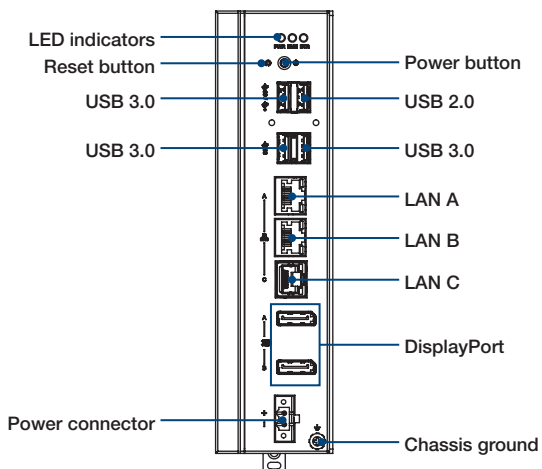 LED indicators
Reset button
Power button
USB 3.0
USB 2.0
USB 3.0
USB 3.0
A
LAN A
LAN B
C
LAN C
A
DisplayPort
B
+
Power connector
Chassis ground